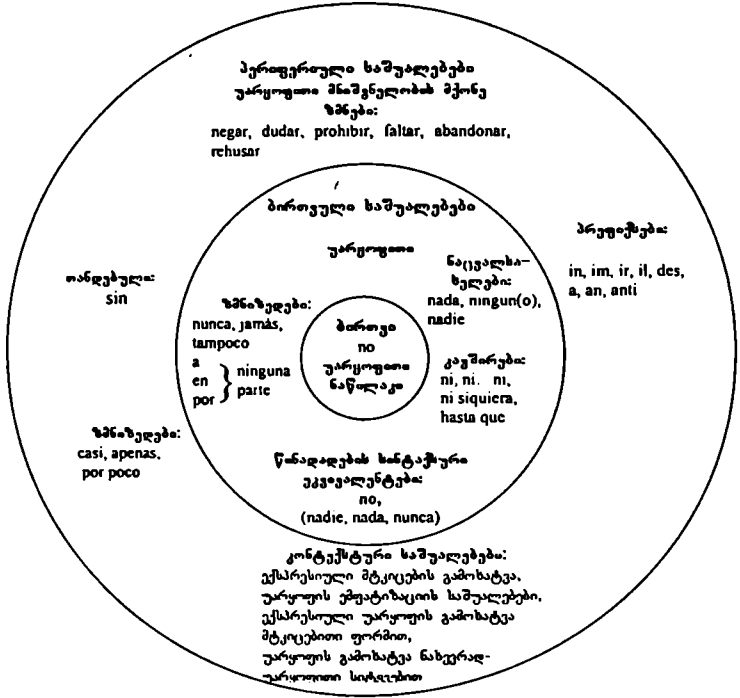 პერიფერიული საშუალებები
უარყოფითი მნიშვნელობის მქონე
ზმნები:
negar, dudar, prohibir, faltar, abandonar,
rehusar
ბირთვული საშუალებები
უარყოფითი
თანდებული:
sin
ზმნიზედები:
nunca, jamás,
tampoco
a
en
por
ninguna
parte
ბირთვი
no
უარყოფითი
ნაწილაკი
ნაცვალსა-
ხელები:
nada, ningun(o),
nadie
კავშირები:
ni, ni. ni,
ni siquiera,
hasta que
პრეფიქსები:
in, im, ir, il, des,
a, an, anti
ზმნიზედები:
casi, apenas,
por poco
წინადადების სინტაქსური
ეკვივალენტები:
no,
(nadie, nada, nunca)
კონტექსტური საშუალებები:
ექსპრესიული მტკიცების გამოხატვა,
უარყოფის ემფატიზაციის საშუალებები,
ექსპრესიული უარყოფის გამოხატვა
მტკიცებითი ფორმით,
უარყოფის გამოხატვა ნახევრად-
უარყოფითი სიტყვებით